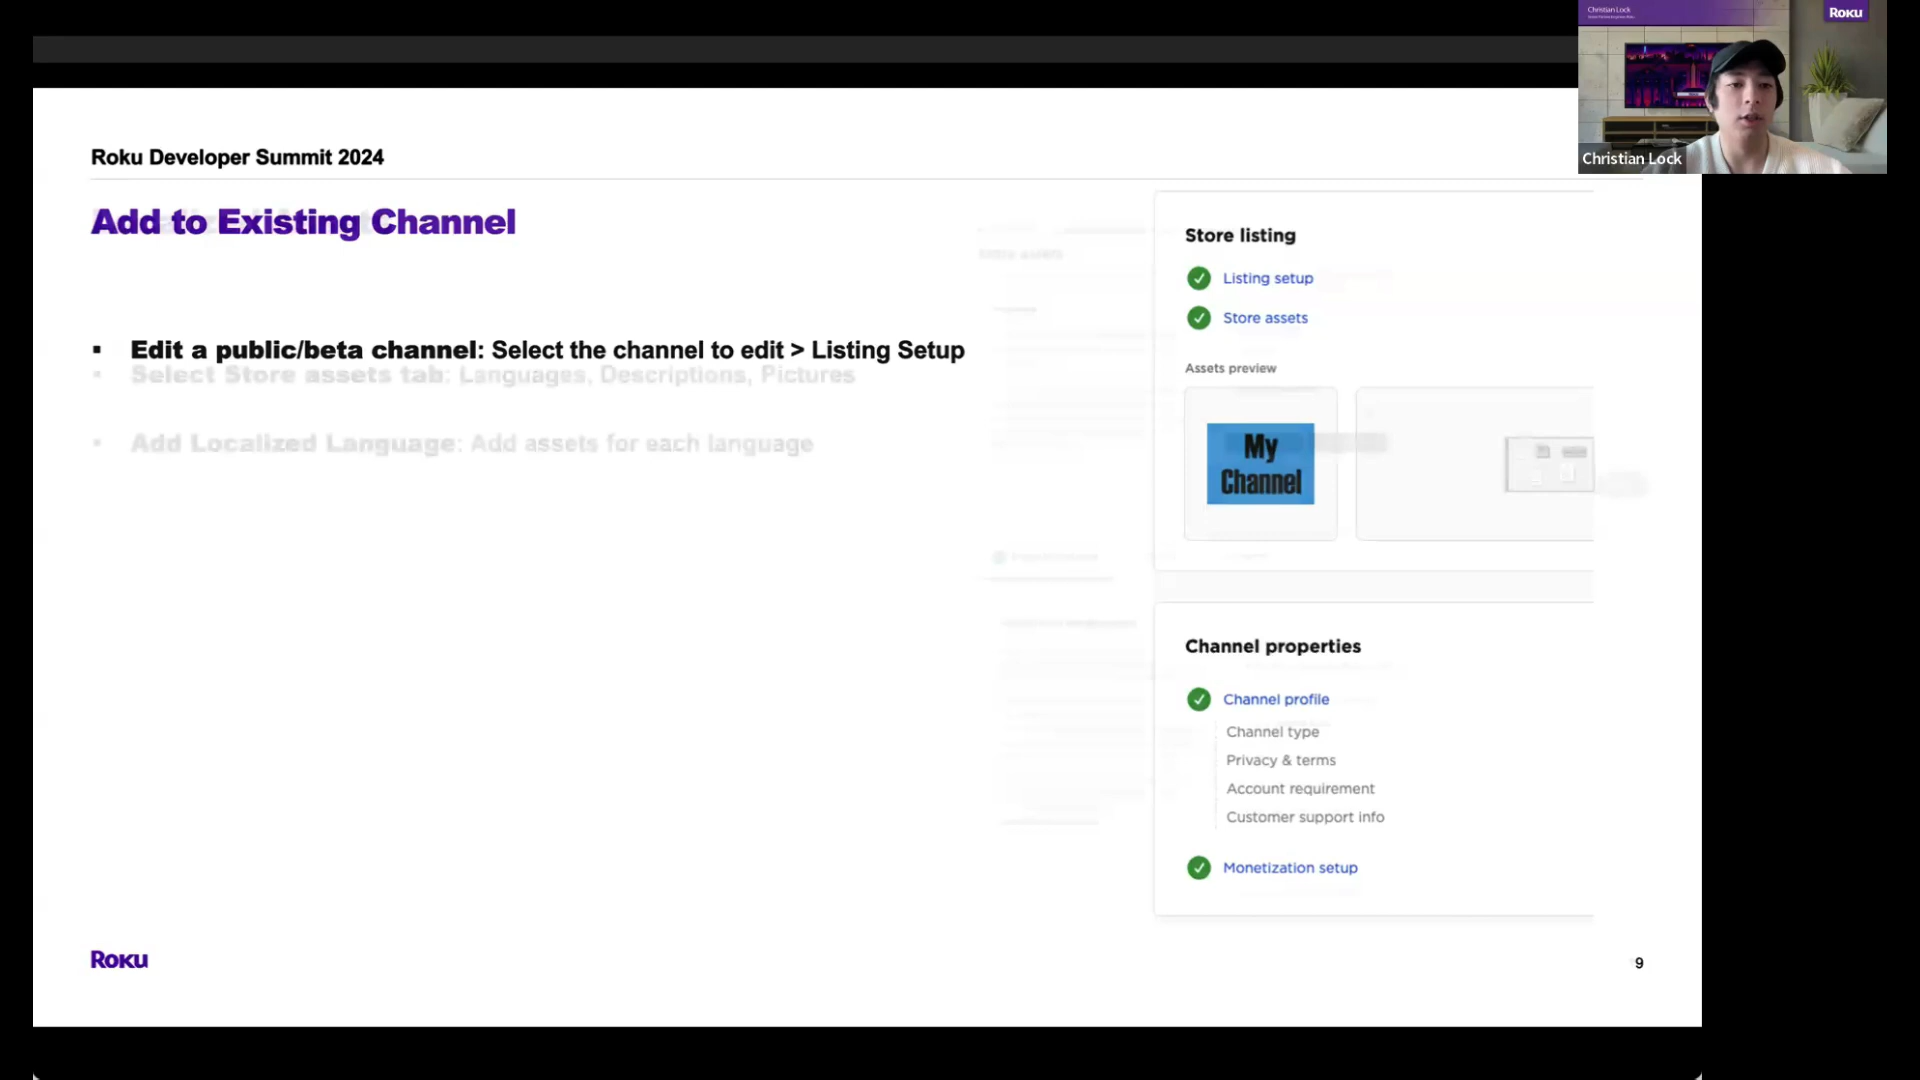 Christian Lock
Roku
Christian Lock
Roku Developer Summit 2024
Add to Existing Channel
▪ Edit a public/beta channel: Select the channel to edit > Listing Setup
▪ Select Store assets tab: Languages, Descriptions, Pictures
▪ Add Localized Language: Add assets for each language
Store listing
Listing setup
Store assets
Assets preview
My
Channel
Channel properties
Channel profile
Channel type
Privacy & terms
Account requirement
Customer support info
Monetization setup
Roku
9